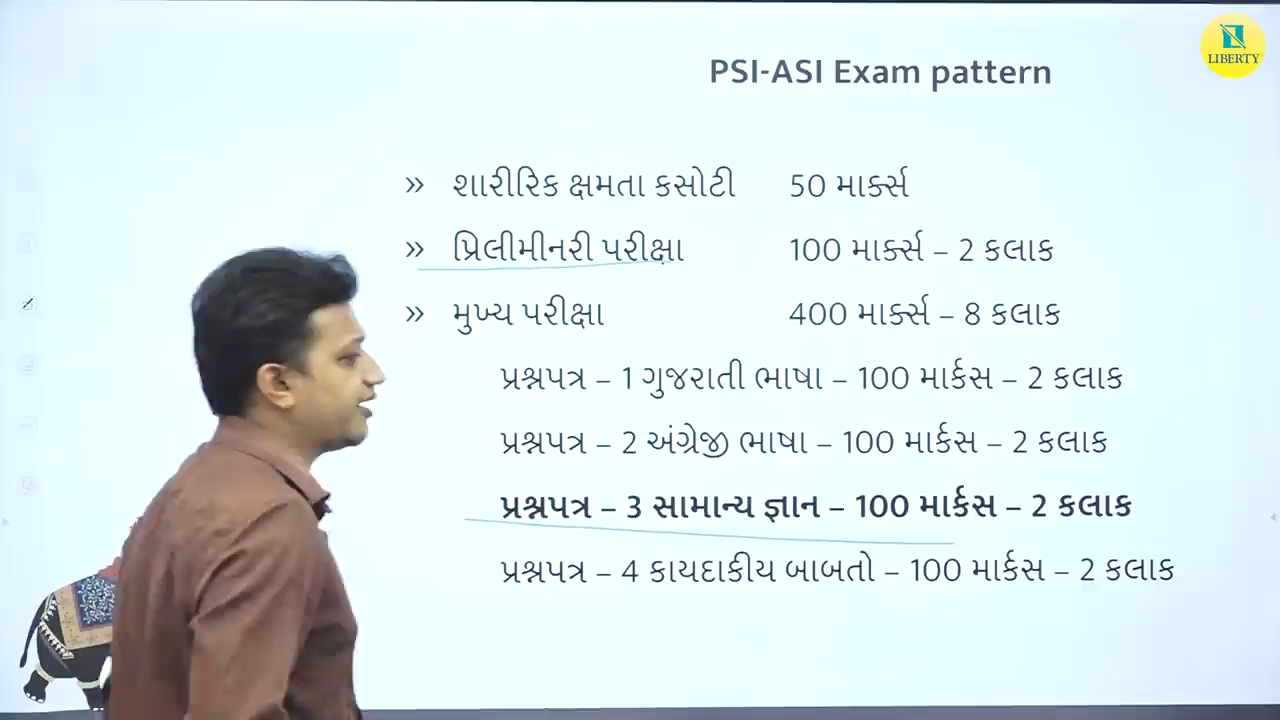 LIBERTY
PSI-ASI Exam pattern
» શારીરિક ક્ષમતા કસોટી 50 માર્ક્સ
» પ્રિલીમીનરી પરીક્ષા 100 માર્ક્સ – 2 કલાક
» મુખ્ય પરીક્ષા 400 માર્ક્સ – 8 કલાક
પ્રશ્નપત્ર – 1 ગુજરાતી ભાષા – 100 માર્કસ – 2 કલાક
પ્રશ્નપત્ર – 2 અંગ્રેજી ભાષા – 100 માર્કસ – 2 કલાક
પ્રશ્નપત્ર – 3 સામાન્ય જ્ઞાન – 100 માર્કસ – 2 કલાક
પ્રશ્નપત્ર – 4 કાયદાકીય બાબતો – 100 માર્કસ – 2 કલાક